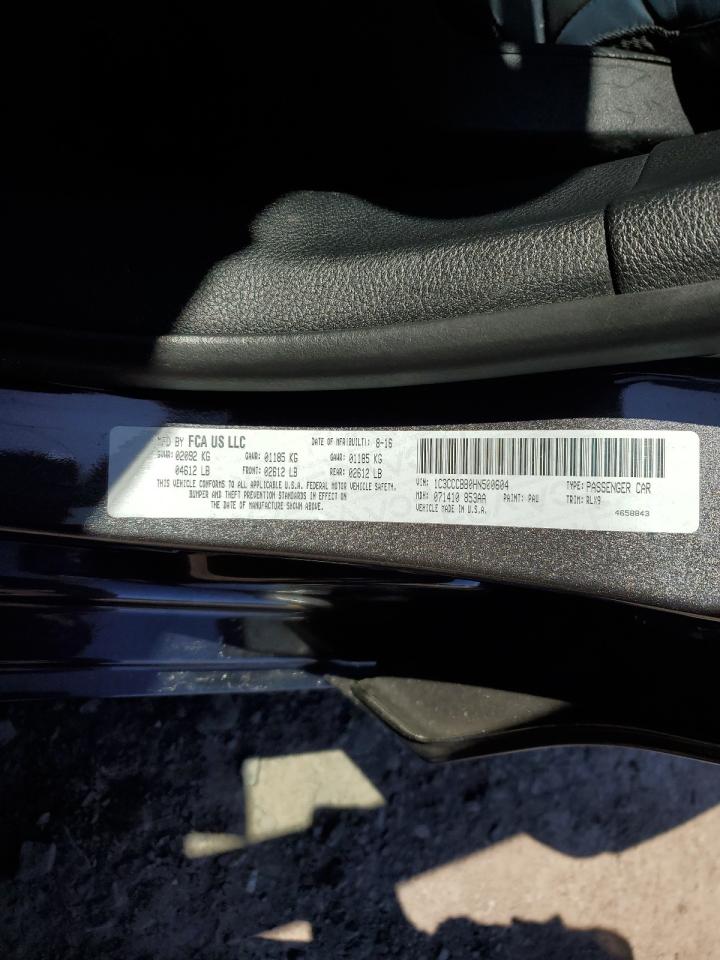 MFD BY FCA US LLC DATE OF MFR(BUILT): 8-16
GVWR: 02092 KG GAWR: 01185 KG GAWR: 01185 KG
04612 LB FRONT: 02612 LB REAR: 02612 LB
THIS VEHICLE CONFORMS TO ALL APPLICABLE U.S.A. FEDERAL MOTOR VEHICLE SAFETY,
BUMPER AND THEFT PREVENTION STANDARDS IN EFFECT ON
THE DATE OF MANUFACTURE SHOWN ABOVE.
VIN: 1C3CCCBB0HN500604 TYPE: PASSENGER CAR
MDH: 071410 853AA PAINT: PAU TRIM: RLX9
VEHICLE MADE IN U.S.A. 4658843